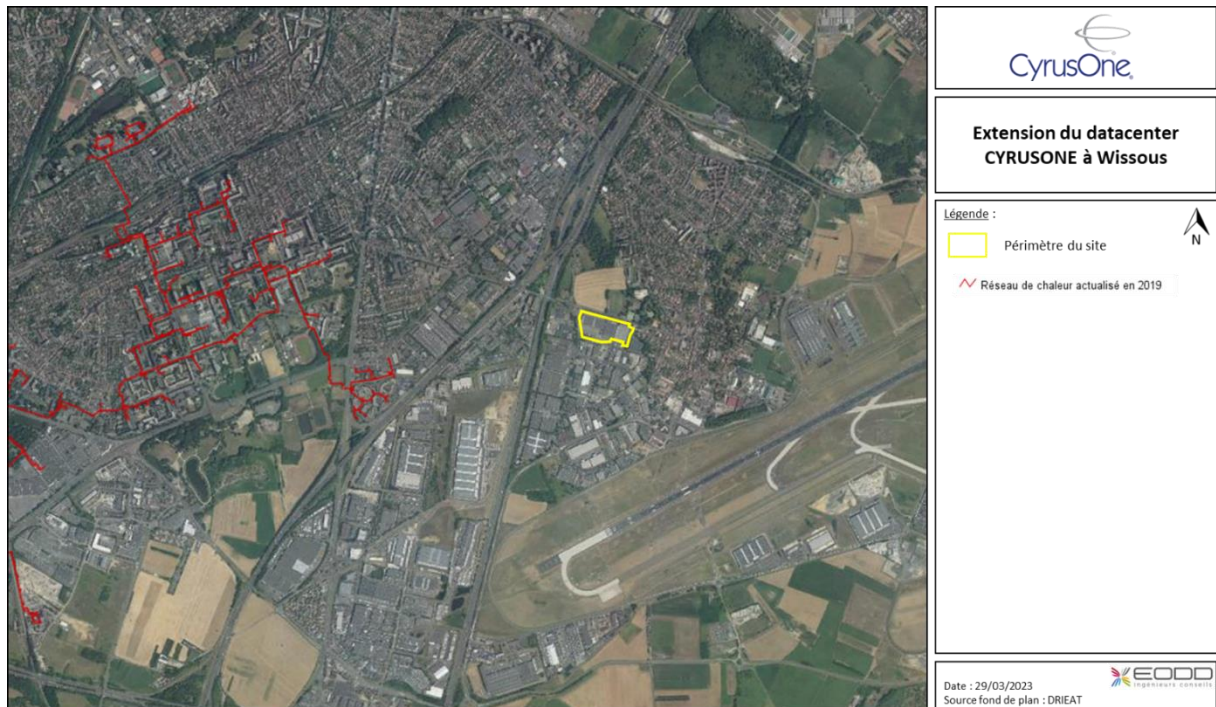 CyrusOne
Extension du datacenter
CYRUSONE à Wissous
Légende :
N
Périmètre du site
Réseau de chaleur actualisé en 2019
EODD
ingénieurs conseils
Date : 29/03/2023
Source fond de plan : DRIEAT